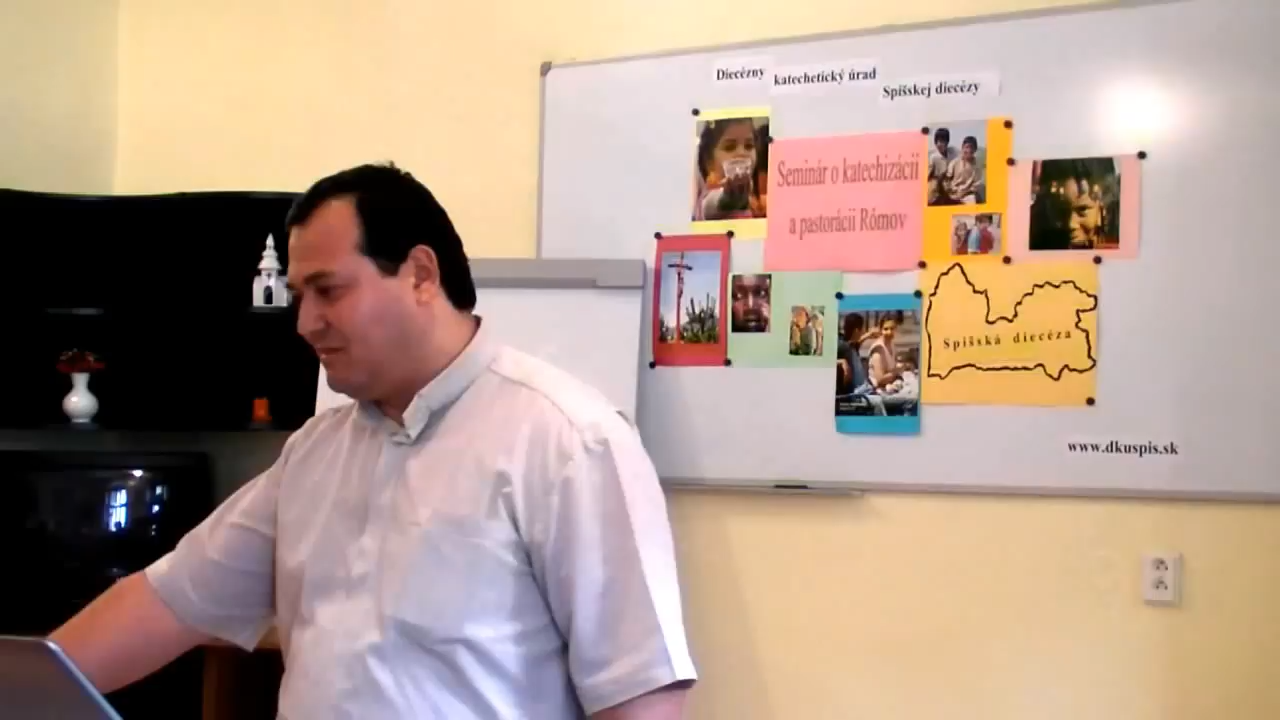 Diecézny katechetický úrad
Spišskej diecézy
Seminár o katechizácii
a pastorácii Rómov
Spišská diecéza
www.dkuspis.sk